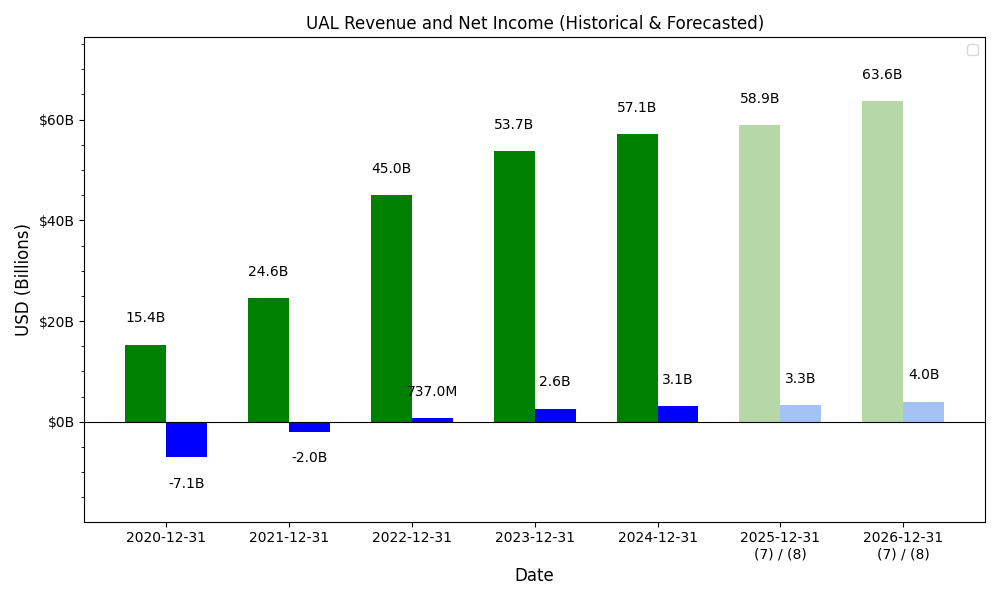 UAL Revenue and Net Income (Historical & Forecasted)
63.6B
58.9B
57.1B
53.7B
45.0B
24.6B
15.4B
737.0M
2.6B
3.1B
3.3B
4.0B
-2.0B
-7.1B
$60B
$40B
$20B
$0B
USD (Billions)
2020-12-31
2021-12-31
2022-12-31
2023-12-31
2024-12-31
2025-12-31
(7) / (8)
2026-12-31
(7) / (8)
Date